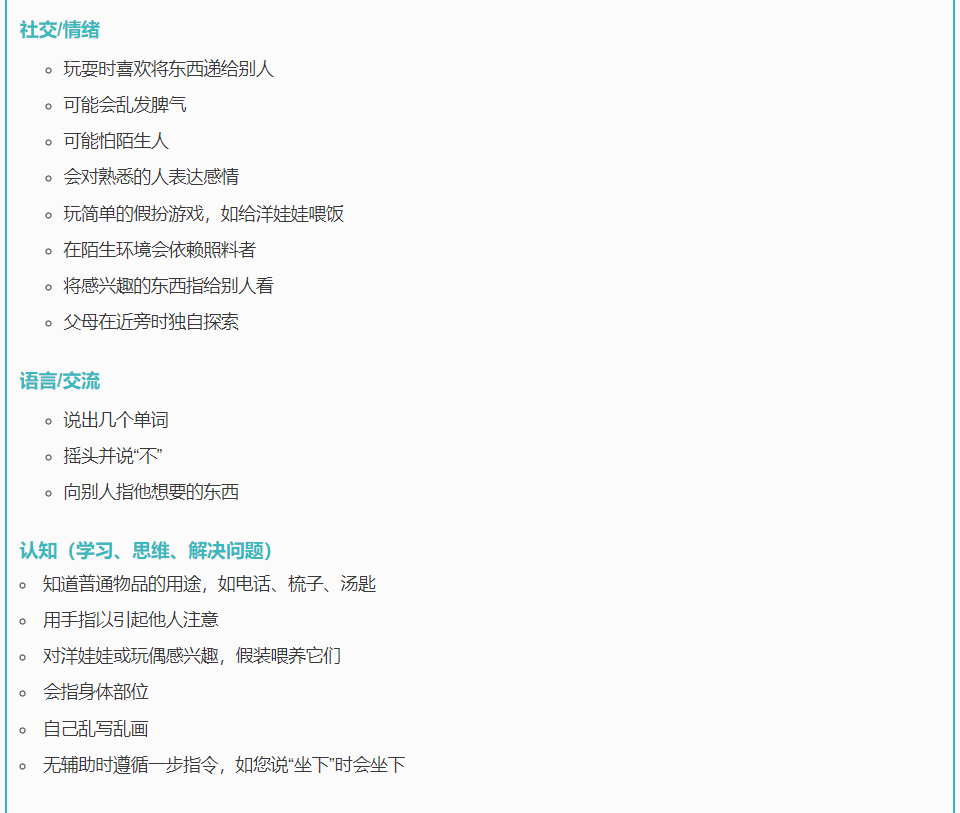 社交/情绪
玩耍时喜欢将东西递给别人
可能会乱发脾气
可能怕陌生人
会对熟悉的人表达感情
玩简单的假扮游戏，如给洋娃娃喂饭
在陌生环境会依赖照料者
将感兴趣的东西指给别人看
父母在近旁时独自探索
语言/交流
说出几个单词
摇头并说“不”
向别人指他想要的东西
认知（学习、思维、解决问题）
知道普通物品的用途，如电话、梳子、汤匙
用手指以引起他人注意
对洋娃娃或玩偶感兴趣，假装喂养它们
会指身体部位
自己乱写乱画
无辅助时遵循一步指令，如您说“坐下”时会坐下